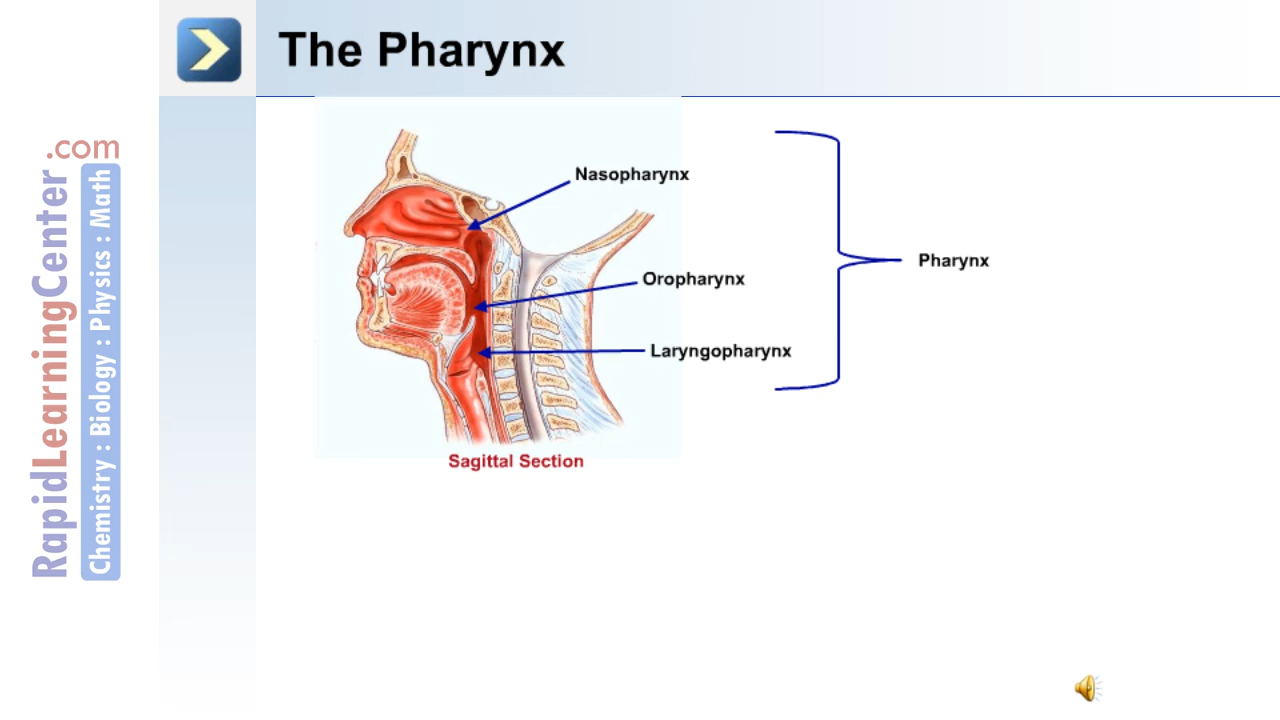 The Pharynx
Nasopharynx
Oropharynx
Laryngopharynx
Pharynx
Sagittal Section
RapidLearningCenter.com
Chemistry : Biology : Physics : Math